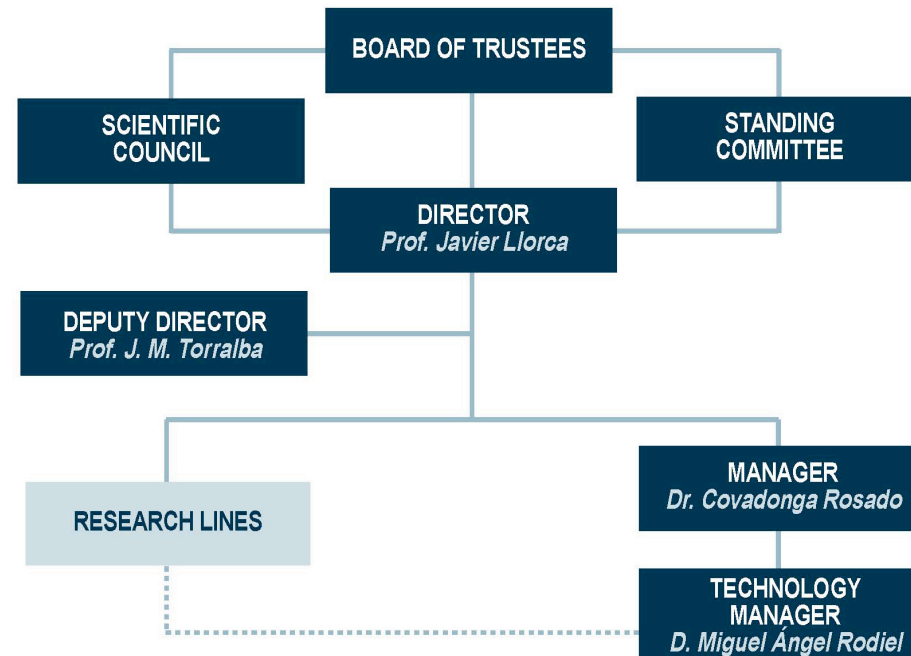 BOARD OF TRUSTEES
SCIENTIFIC
COUNCIL
STANDING
COMMITTEE
DIRECTOR
Prof. Javier Llorca
DEPUTY DIRECTOR
Prof. J. M. Torralba
RESEARCH LINES
MANAGER
Dr. Covadonga Rosado
TECHNOLOGY
MANAGER
D. Miguel Ángel Rodiel